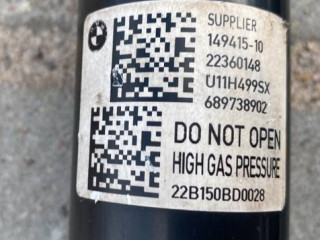 SUPPLIER
149415-10
22360148
U11H499SX
689738902
DO NOT OPEN
HIGH GAS PRESSURE
22B150BD0028